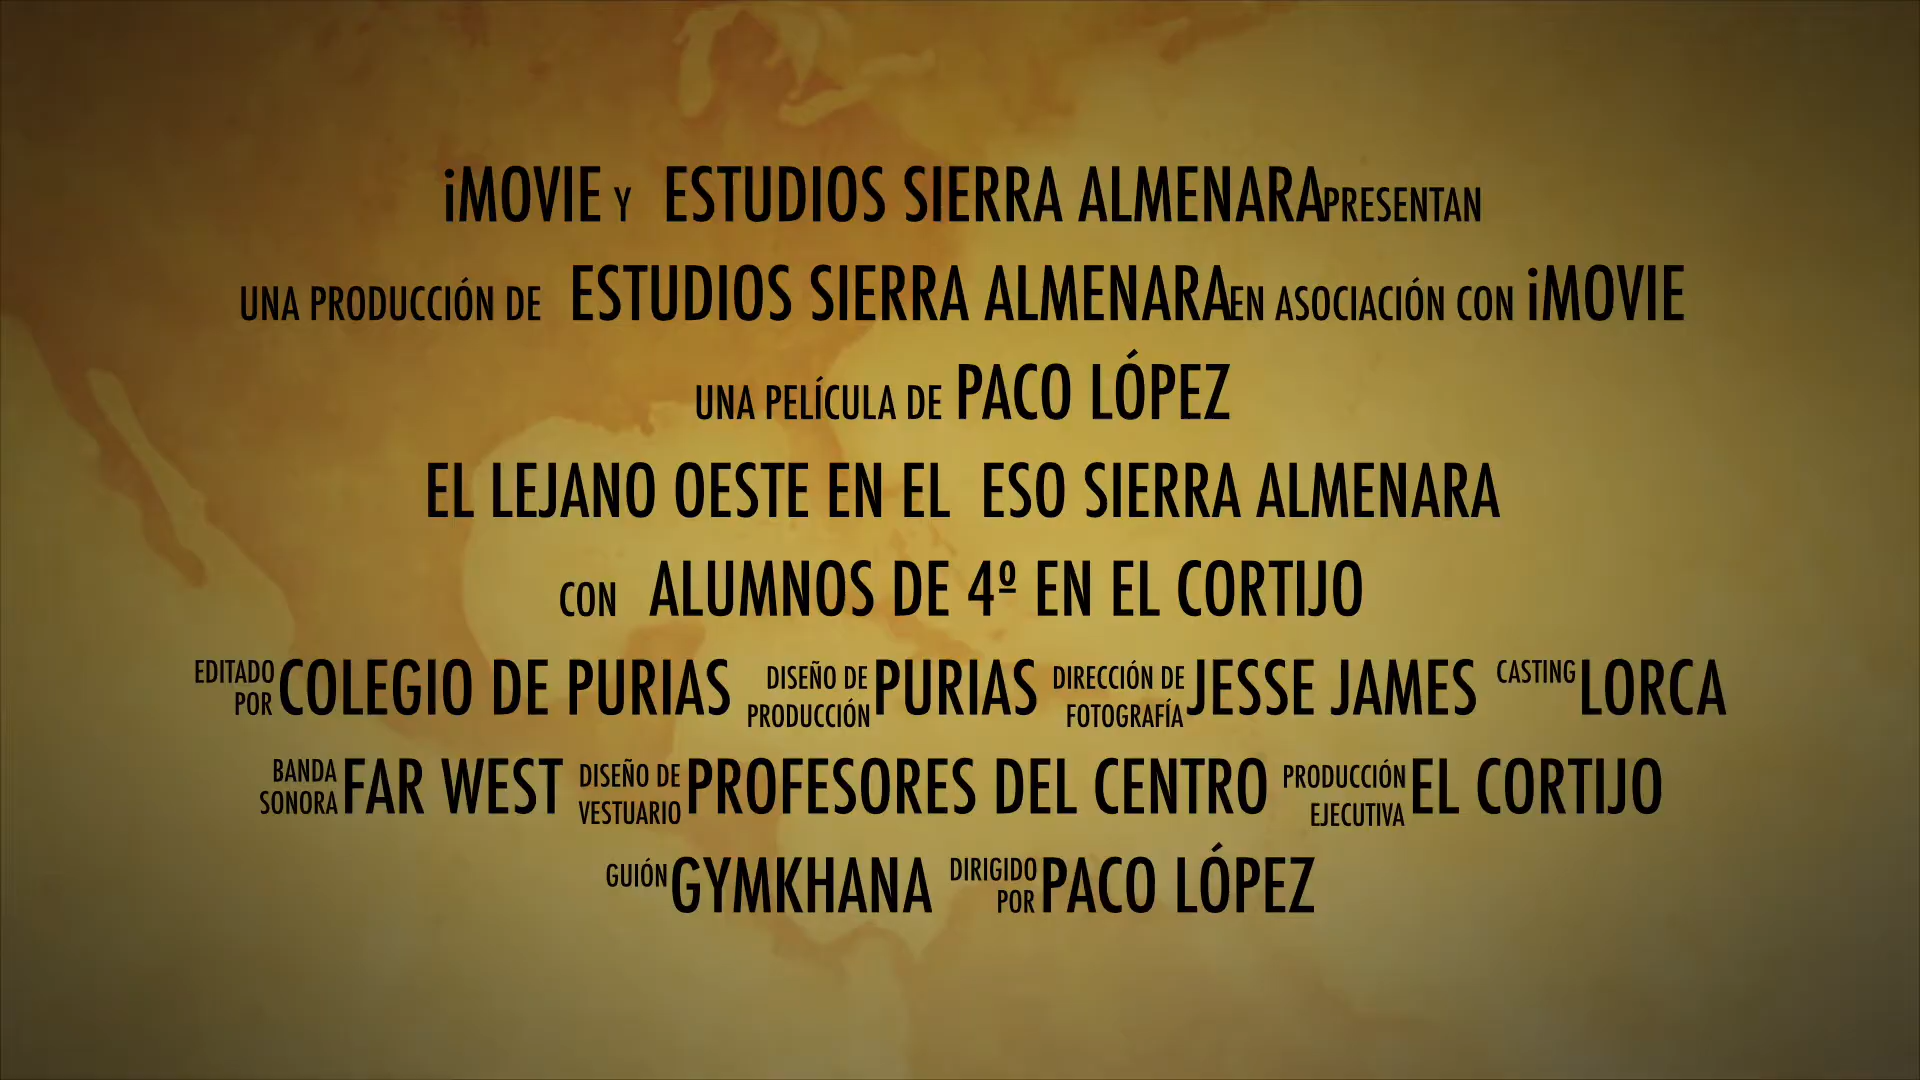 iMOVIE Y ESTUDIOS SIERRA ALMENARA PRESENTAN
UNA PRODUCCIÓN DE ESTUDIOS SIERRA ALMENARA EN ASOCIACIÓN CON iMOVIE
UNA PELÍCULA DE PACO LÓPEZ
EL LEJANO OESTE EN EL ESO SIERRA ALMENARA
CON ALUMNOS DE 4º EN EL CORTIJO
EDITADO POR COLEGIO DE PURIAS DISEÑO DE PRODUCCIÓN PURIAS DIRECCIÓN DE FOTOGRAFÍA JESSE JAMES CASTING LORCA
BANDA SONORA FAR WEST DISEÑO DE VESTUARIO PROFESORES DEL CENTRO PRODUCCIÓN EJECUTIVA EL CORTIJO
GUIÓN GYMKHANA DIRIGIDO POR PACO LÓPEZ